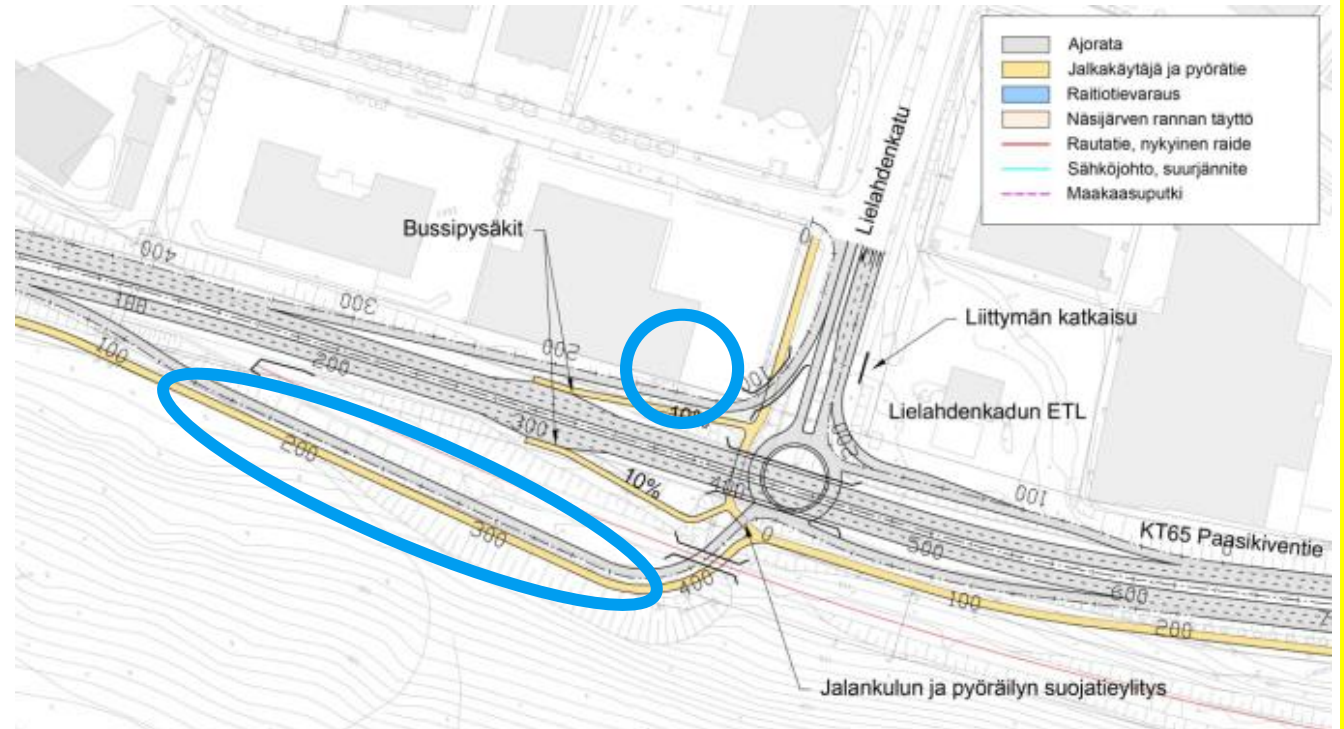 Ajorata
Jalkakäytäjä ja pyörätie
Raitiotievaraus
Näsijärven rannan täyttö
Rautatie, nykyinen raide
Sähköjohto, suurjännite
Maakaasuputki
Lielahdenkatu
Bussipysäkit
0
400
300
100
200
100
Liittymän katkaisu
100
200
10%
Lielahdenkadun ETL
200
300
10%
100
KT65 Paasikiventie
300
0
500
400
600
100
200
Jalankulun ja pyöräilyn suojatieylitys